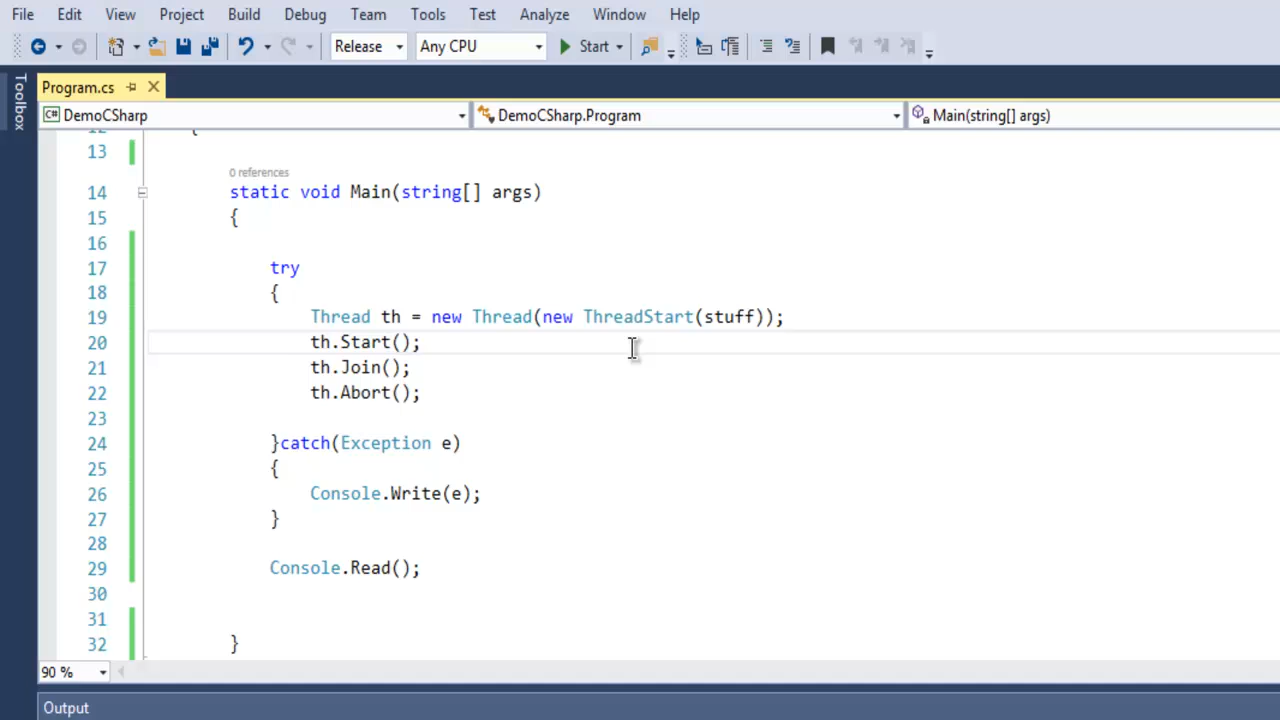 File Edit View Project Build Debug Team Tools Test Analyze Window Help
Release Any CPU Start
Toolbox
Program.cs
C# DemoCSharp DemoCSharp.Program Main(string[] args)
12 {
13
0 references
14 static void Main(string[] args)
15 {
16
17 try
18 {
19 Thread th = new Thread(new ThreadStart(stuff));
20 th.Start();
21 th.Join();
22 th.Abort();
23
24 }catch(Exception e)
25 {
26 Console.Write(e);
27 }
28
29 Console.Read();
30
31
32 }
90 %
Output